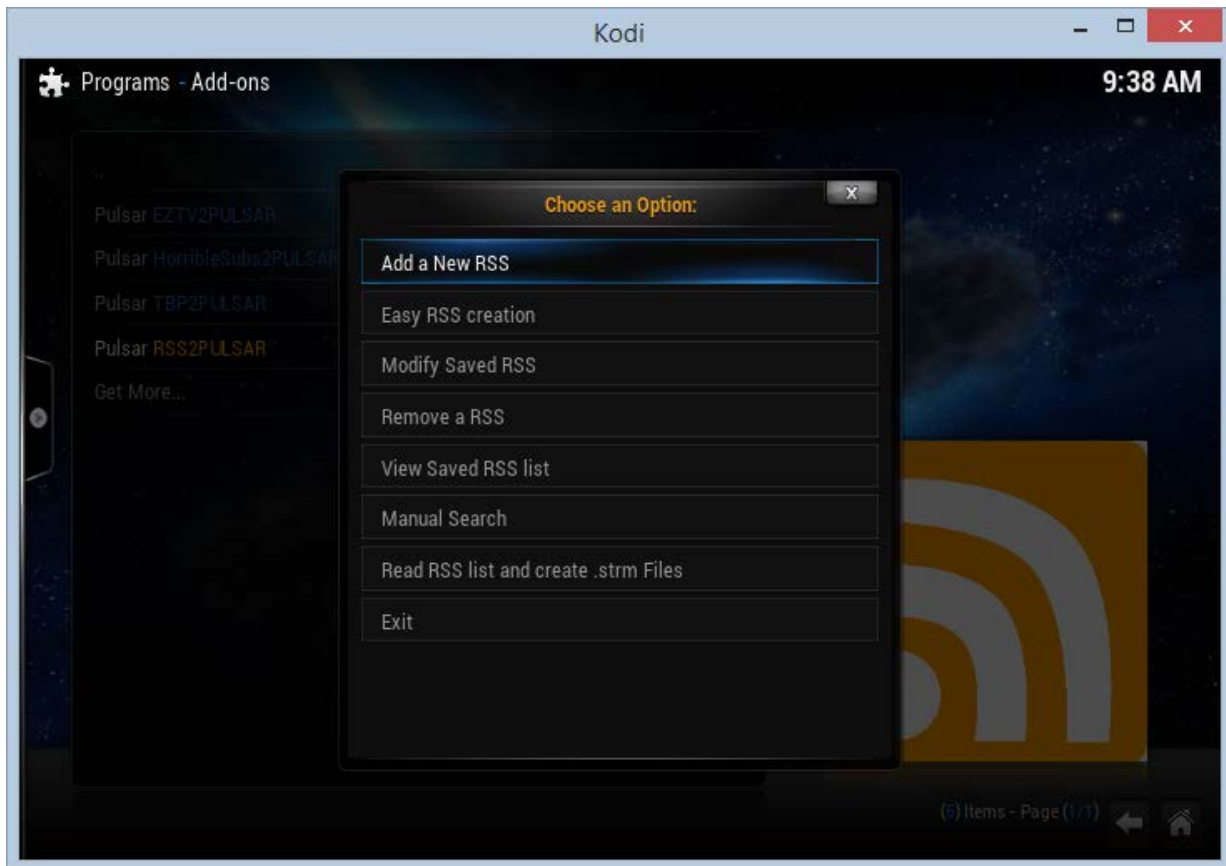 Kodi
Programs - Add-ons
9:38 AM
..
Pulsar EZTV2PULSAR
Pulsar HorribleSubs2PULSAR
Pulsar TBP2PULSAR
Pulsar RSS2PULSAR
Get More...
Choose an Option:
X
Add a New RSS
Easy RSS creation
Modify Saved RSS
Remove a RSS
View Saved RSS list
Manual Search
Read RSS list and create .strm Files
Exit
(5) Items - Page (1/1)